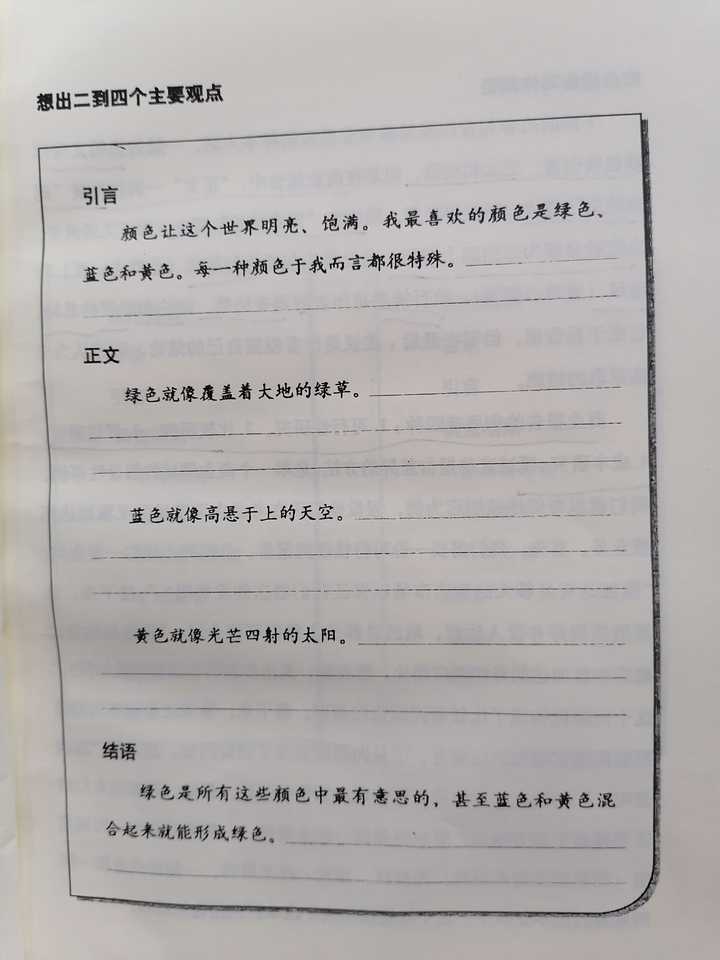 想出二到四个主要观点
引言
颜色让这个世界明亮、饱满。我最喜欢的颜色是绿色、
蓝色和黄色。每一种颜色于我而言都很特殊。
正文
绿色就像覆盖着大地的绿草。
蓝色就像高悬于上的天空。
黄色就像光芒四射的太阳。
结语
绿色是所有这些颜色中最有意思的，甚至蓝色和黄色混
合起来就能形成绿色。